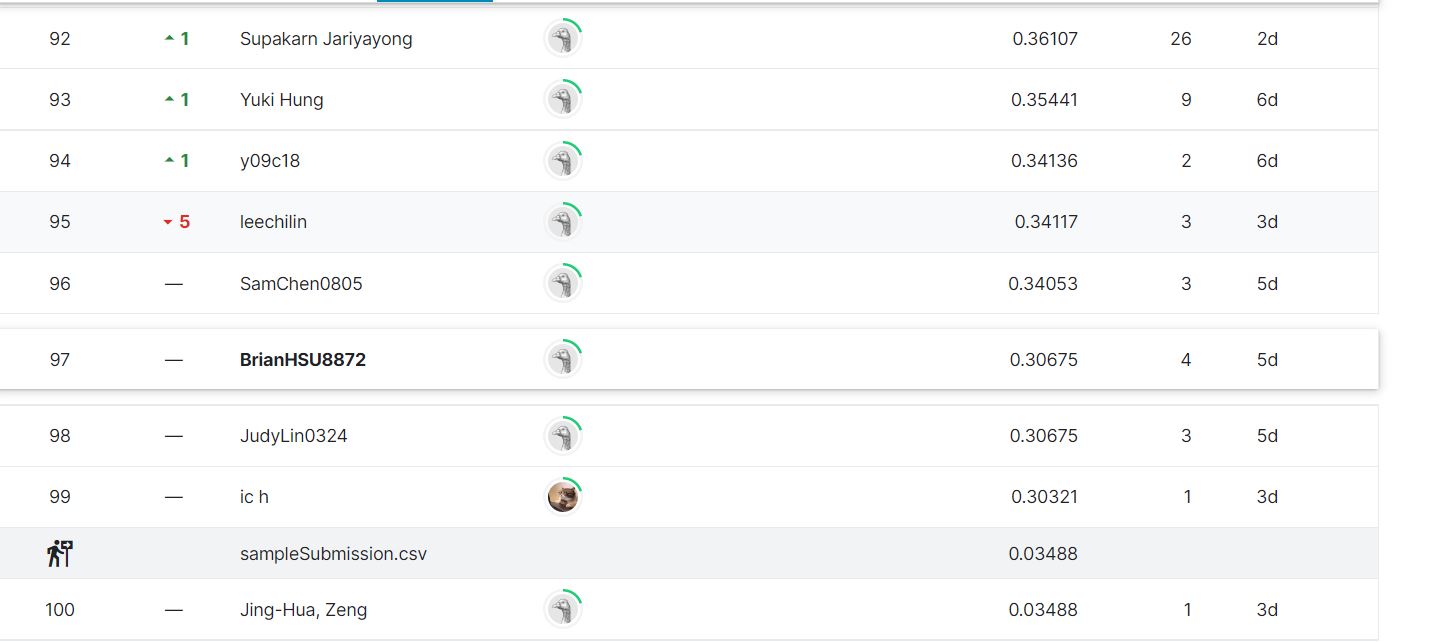 92 1 Supakarn Jariyayong 0.36107 26 2d
93 1 Yuki Hung 0.35441 9 6d
94 1 y09c18 0.34136 2 6d
95 5 leechilin 0.34117 3 3d
96 — SamChen0805 0.34053 3 5d
97 — BrianHSU8872 0.30675 4 5d
98 — JudyLin0324 0.30675 3 5d
99 — ic h 0.30321 1 3d
sampleSubmission.csv 0.03488
100 — Jing-Hua, Zeng 0.03488 1 3d